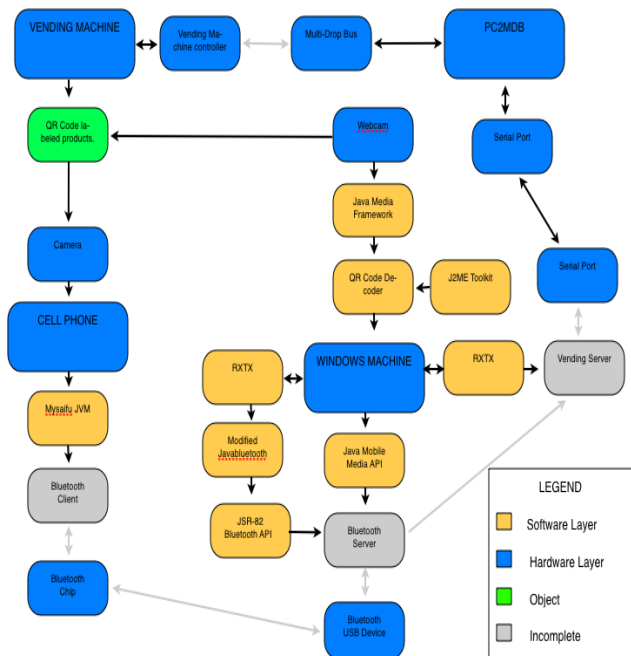 VENDING MACHINE
Vending Ma-
chine controller
Multi-Drop Bus
PC2MDB
QR Code la-
beled products.
Webcam
Serial Port
Java Media
Framework
Camera
QR Code De-
coder
J2ME Toolkit
Serial Port
CELL PHONE
WINDOWS MACHINE
RXTX
RXTX
Vending Server
Mysaifu JVM
Modified
Javabluetooth
Java Mobile
Media API
Bluetooth
Client
JSR-82
Bluetooth API
Bluetooth
Server
Bluetooth
Chip
Bluetooth
USB Device
LEGEND
Software Layer
Hardware Layer
Object
Incomplete